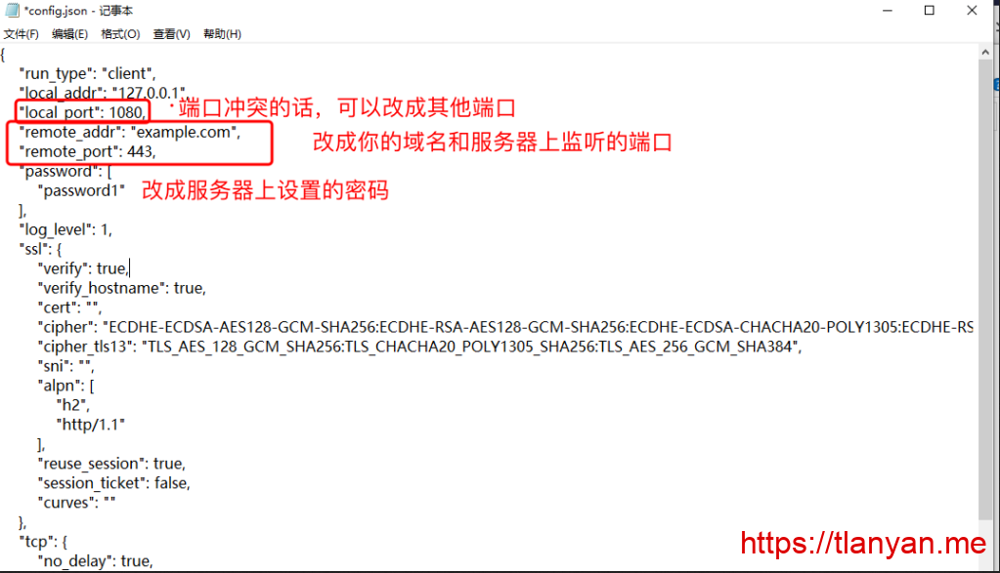 *config.json - 记事本
文件(F) 编辑(E) 格式(O) 查看(V) 帮助(H)
{
"run_type": "client",
"local_addr": "127.0.0.1"
"local_port": 1080, 端口冲突的话，可以改成其他端口
"remote_addr": "example.com", 改成你的域名和服务器上监听的端口
"remote_port": 443,
"password": [
"password1" 改成服务器上设置的密码
],
"log_level": 1,
"ssl": {
"verify": true,
"verify_hostname": true,
"cert": "",
"cipher": "ECDHE-ECDSA-AES128-GCM-SHA256:ECDHE-RSA-AES128-GCM-SHA256:ECDHE-ECDSA-CHACHA20-POLY1305:ECDHE-RS
"cipher_tls13": "TLS_AES_128_GCM_SHA256:TLS_CHACHA20_POLY1305_SHA256:TLS_AES_256_GCM_SHA384",
"sni": "",
"alpn": [
"h2",
"http/1.1"
],
"reuse_session": true,
"session_ticket": false,
"curves": ""
},
"tcp": {
"no_delay": true,
https://tlanyan.me